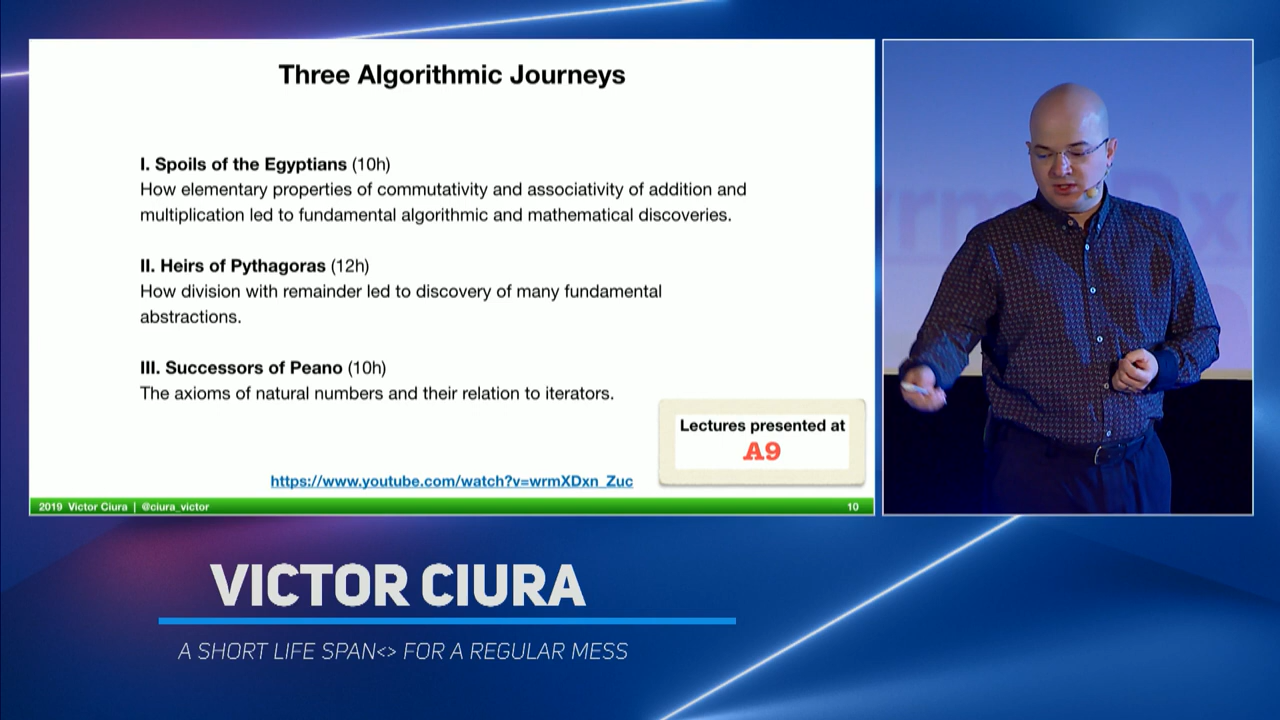 Three Algorithmic Journeys
I. Spoils of the Egyptians (10h)
How elementary properties of commutativity and associativity of addition and
multiplication led to fundamental algorithmic and mathematical discoveries.
II. Heirs of Pythagoras (12h)
How division with remainder led to discovery of many fundamental
abstractions.
III. Successors of Peano (10h)
The axioms of natural numbers and their relation to iterators.
Lectures presented at
A9
https://www.youtube.com/watch?v=wrmXDxn_Zuc
2019 Victor Ciura | @ciura_victor
10
VICTOR CIURA
A SHORT LIFE SPAN<> FOR A REGULAR MESS